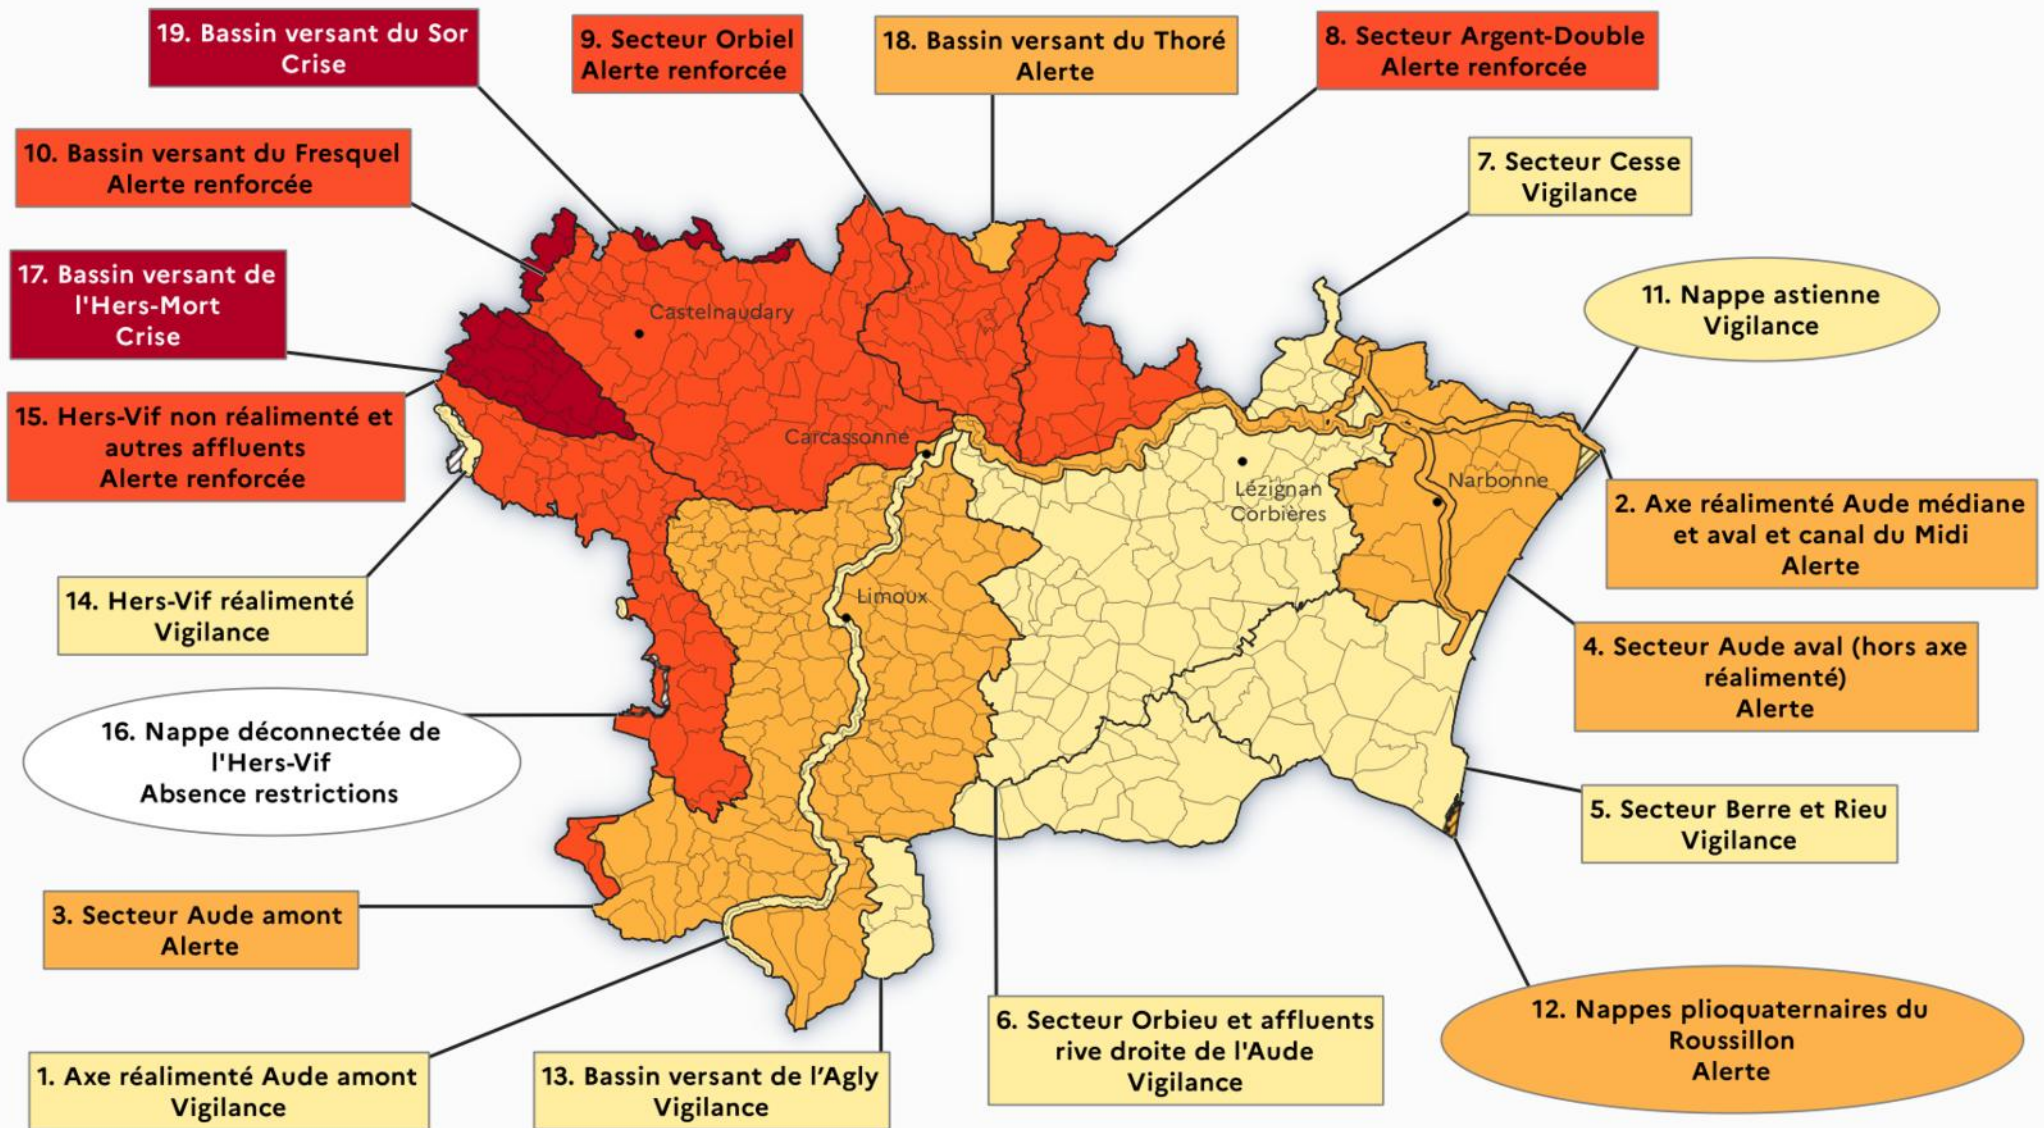 19. Bassin versant du Sor
Crise
9. Secteur Orbiel
Alerte renforcée
18. Bassin versant du Thoré
Alerte
8. Secteur Argent-Double
Alerte renforcée
10. Bassin versant du Fresquel
Alerte renforcée
7. Secteur Cesse
Vigilance
17. Bassin versant de
l'Hers-Mort
Crise
11. Nappe astienne
Vigilance
Castelnaudary
15. Hers-Vif non réalimenté et
autres affluents
Alerte renforcée
Carcassonne
Lézignan
Corbières
Narbonne
2. Axe réalimenté Aude médiane
et aval et canal du Midi
Alerte
14. Hers-Vif réalimenté
Vigilance
Limoux
4. Secteur Aude aval (hors axe
réalimenté)
Alerte
16. Nappe déconnectée de
l'Hers-Vif
Absence restrictions
5. Secteur Berre et Rieu
Vigilance
3. Secteur Aude amont
Alerte
12. Nappes plioquaternaires du
Roussillon
Alerte
6. Secteur Orbieu et affluents
rive droite de l'Aude
Vigilance
1. Axe réalimenté Aude amont
Vigilance
13. Bassin versant de l'Agly
Vigilance